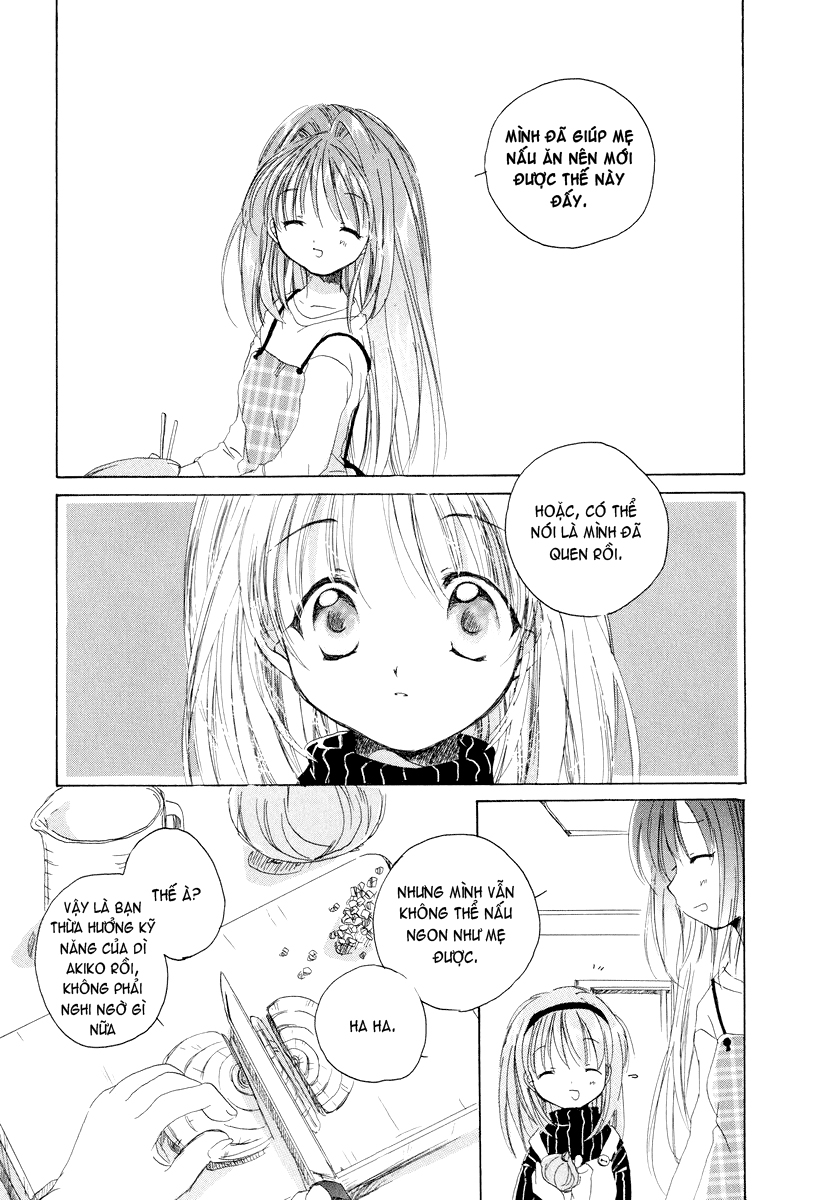 MÌNH ĐÃ GIÚP MẸ
NẤU ĂN NÊN MỚI
ĐƯỢC THẾ NÀY
ĐẤY.
HOẶC, CÓ THỂ
NÓI LÀ MÌNH ĐÃ
QUEN RỒI.
NHƯNG MÌNH VẪN
KHÔNG THỂ NẤU
NGON NHƯ MẸ
ĐƯỢC.
HA HA.
THẾ À?
VẬY LÀ BẠN
THỪA HƯỞNG KỸ
NĂNG CỦA DÌ
AKIKO RỒI,
KHÔNG PHẢI
NGHI NGỜ GÌ
NỮA